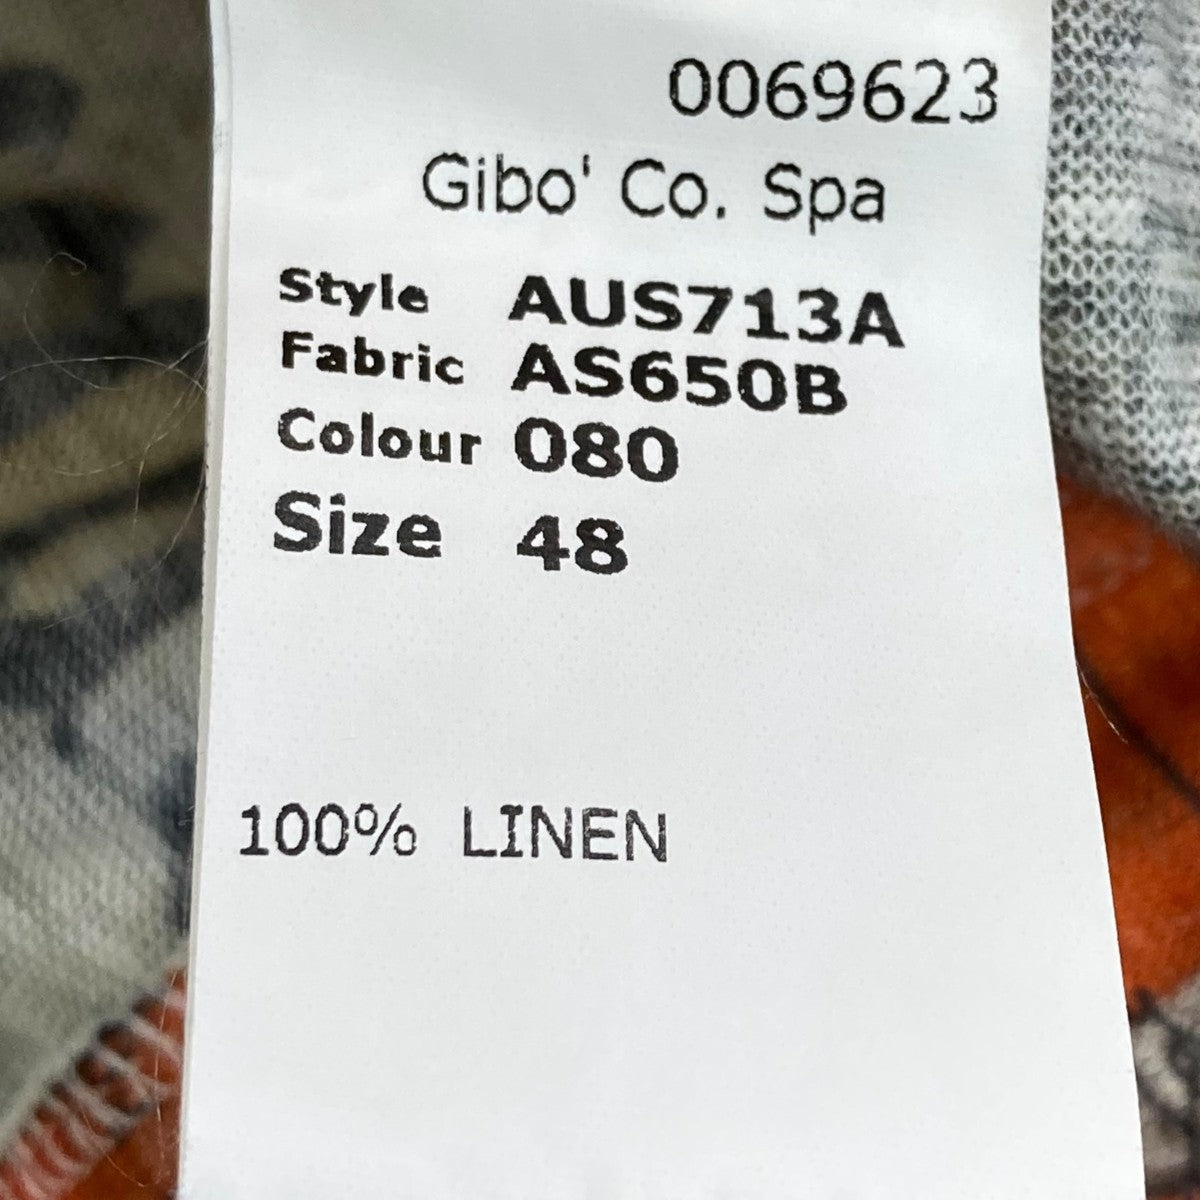 0069623
Gibo' Co. Spa
Style AUS713A
Fabric AS650B
Colour 080
Size 48
100% LINEN